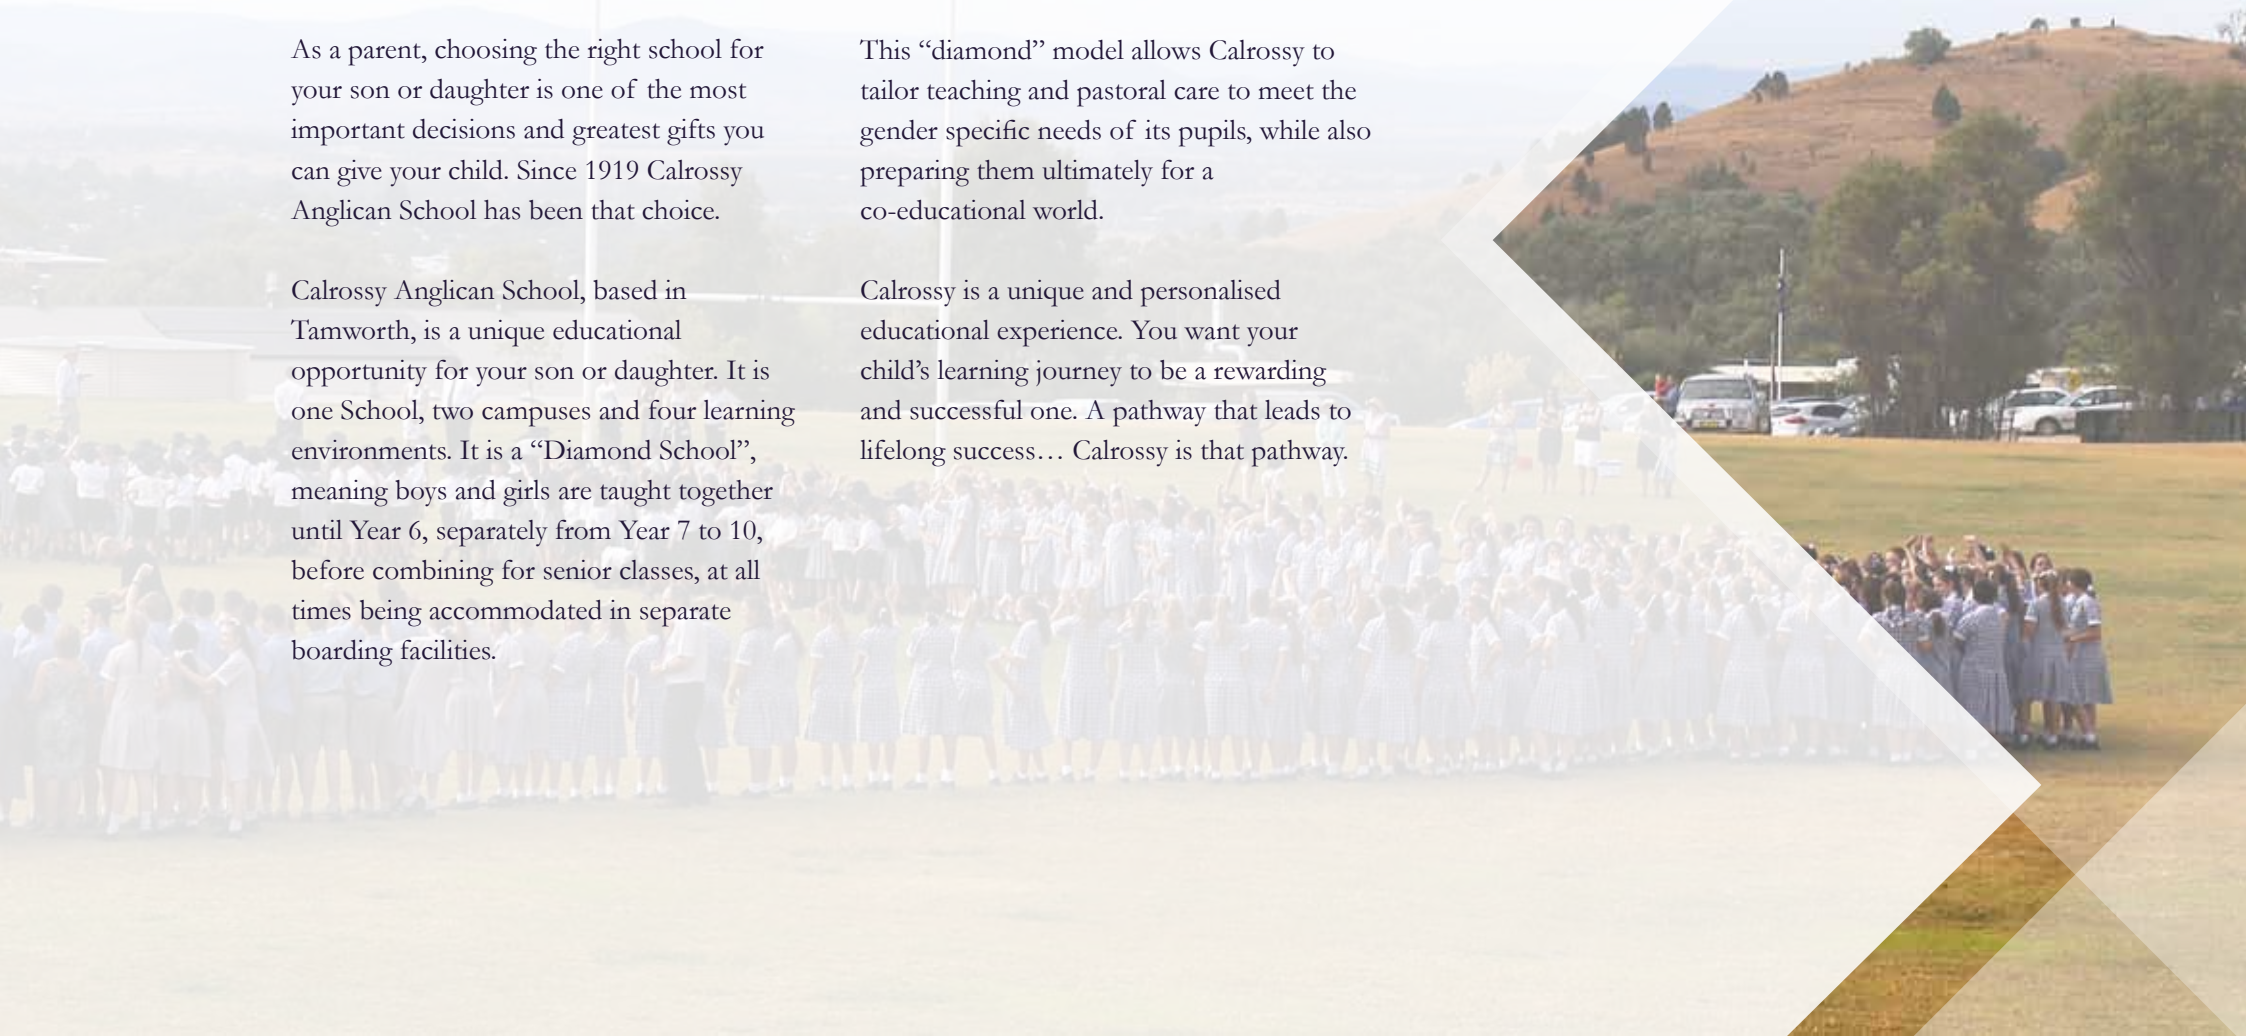 As a parent, choosing the right school for
your son or daughter is one of the most
important decisions and greatest gifts you
can give your child. Since 1919 Calrossy
Anglican School has been that choice.
Calrossy Anglican School, based in
Tamworth, is a unique educational
opportunity for your son or daughter. It is
one School, two campuses and four learning
environments. It is a “Diamond School”,
meaning boys and girls are taught together
until Year 6, separately from Year 7 to 10,
before combining for senior classes, at all
times being accommodated in separate
boarding facilities.
This “diamond” model allows Calrossy to
tailor teaching and pastoral care to meet the
gender specific needs of its pupils, while also
preparing them ultimately for a
co-educational world.
Calrossy is a unique and personalised
educational experience. You want your
child’s learning journey to be a rewarding
and successful one. A pathway that leads to
lifelong success… Calrossy is that pathway.